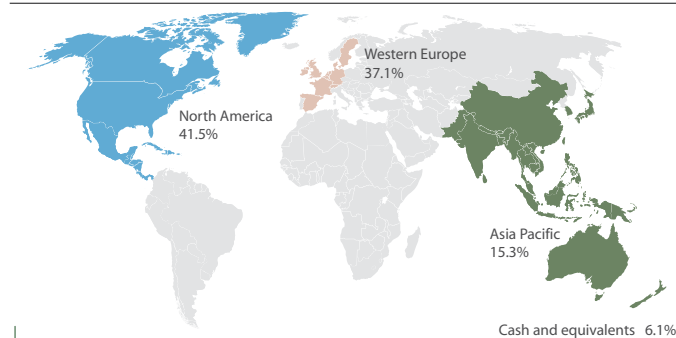 Western Europe
37.1%
North America
41.5%
Asia Pacific
15.3%
Cash and equivalents 6.1%